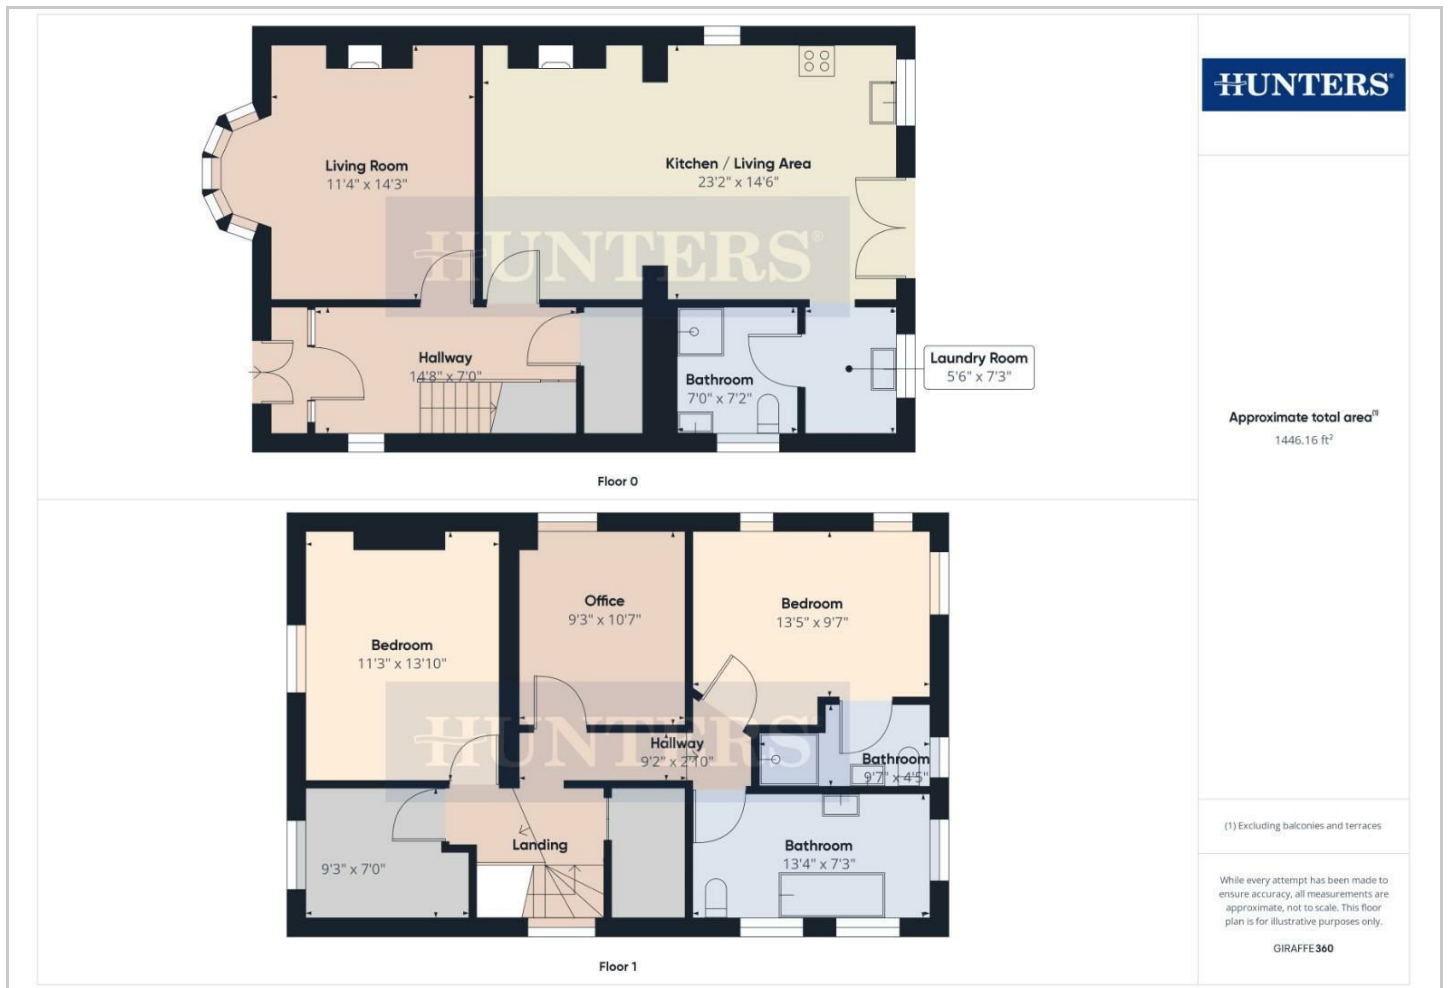 HUNTERS®
Living Room
11'4" x 14'3"
Kitchen / Living Area
23'2" x 14'6"
HUNTERS®
Hallway
14'8" x 7'0"
Bathroom
7'0" x 7'2"
Laundry Room
5'6" x 7'3"
Floor 0
Approximate total area(1)
1446.16 ft²
Bedroom
11'3" x 13'10"
Office
9'3" x 10'7"
Bedroom
13'5" x 9'7"
HUNTERS
Hallway
9'2" x 2'10"
Bathroom
9'7" x 4'5"
9'3" x 7'0"
Landing
Bathroom
13'4" x 7'3"
Floor 1
(1) Excluding balconies and terraces
While every attempt has been made to
ensure accuracy, all measurements are
approximate, not to scale. This floor
plan is for illustrative purposes only.
GIRAFFE360